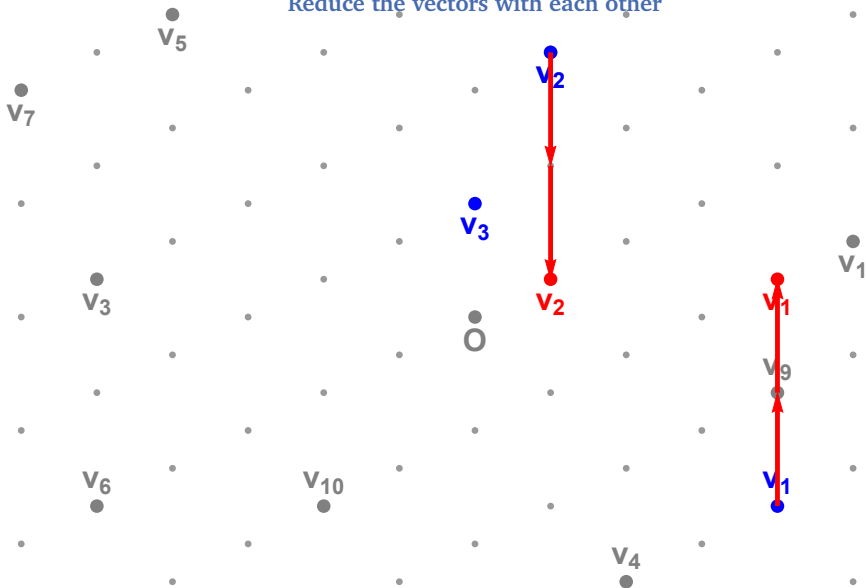 Reduce the vectors with each other
v5
v2
v7
v3
v1
v3
v2
v1
O
v9
v6
v10
v1
v4